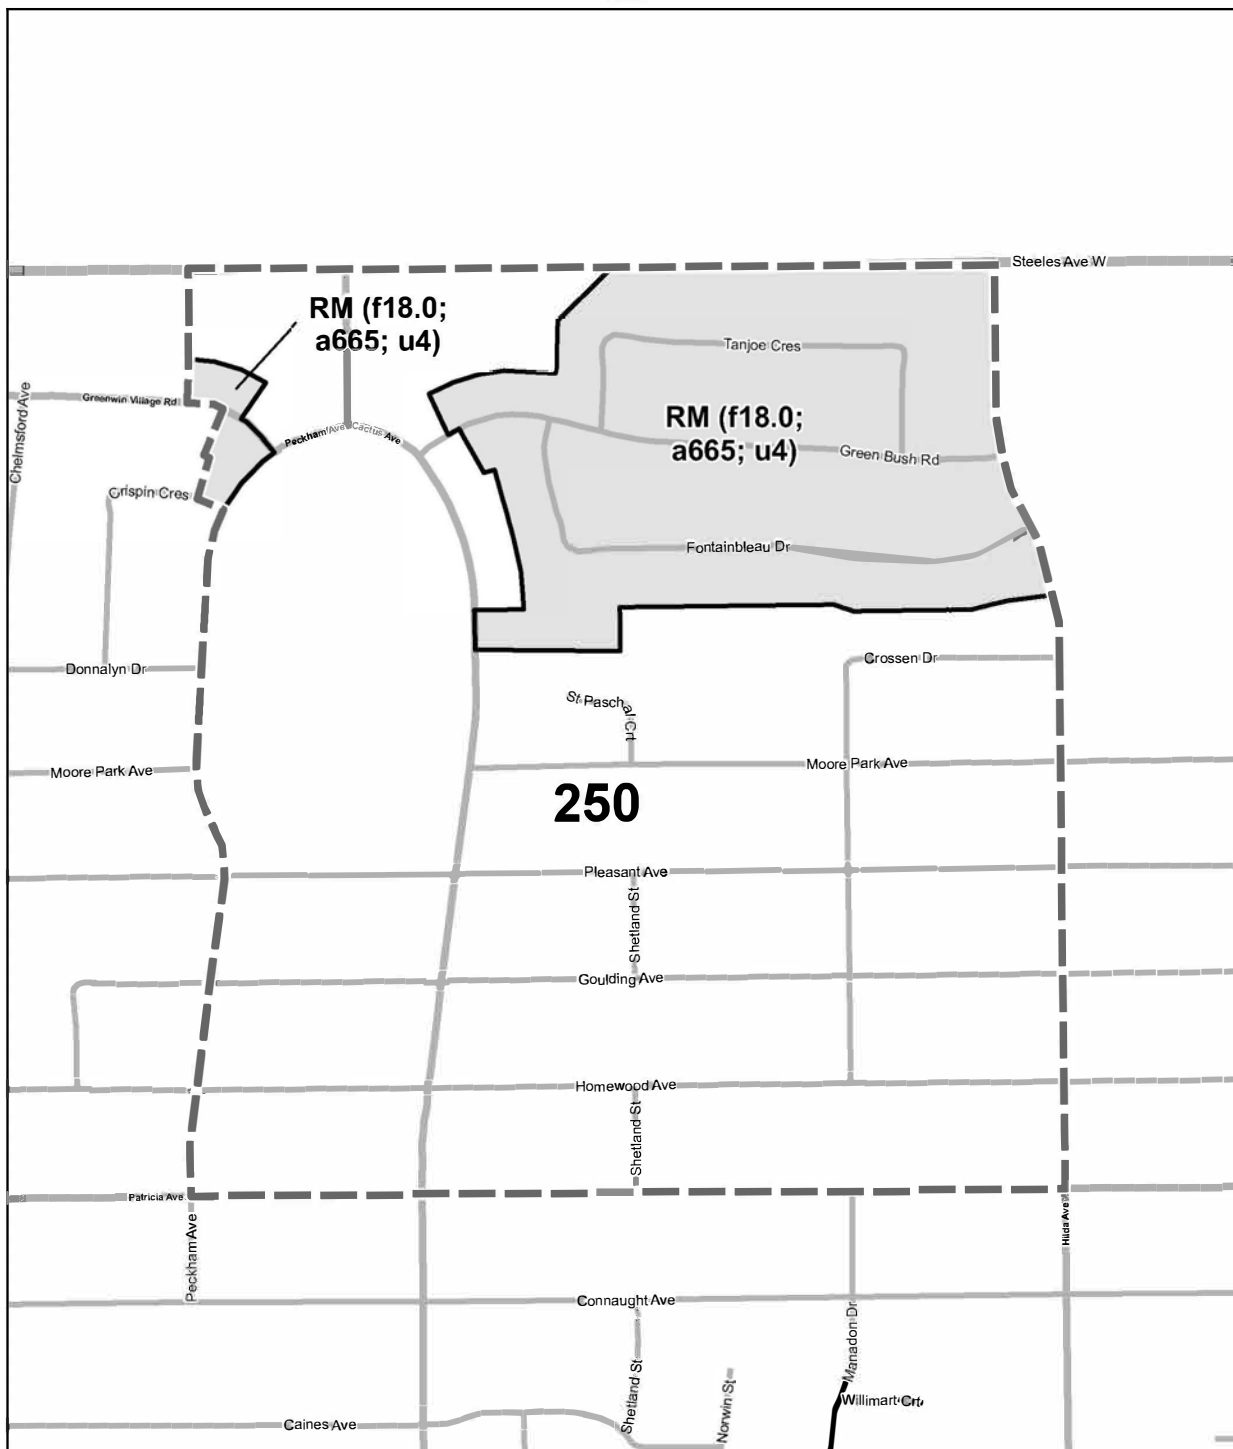 Steeles Ave W
RM (f18.0;
a665; u4)
Tanjoe Cres
Chelmsford Ave
Greenwin Village Rd
RM (f18.0;
a665; u4)
Peckham Ave
Cactus Ave
Green Bush Rd
Crispin Cres
Fontainbleau Dr
Donnalyn Dr
Crossen Dr
St Paschal Crt
Moore Park Ave
Moore Park Ave
250
Pleasant Ave
Shetland St
Goulding Ave
Homewood Ave
Shetland St
Patricia Ave
Peckham Ave
Hilda Ave
Connaught Ave
Manadon Dr
Shetland St
Norwin St
Willimart Crt
Caines Ave